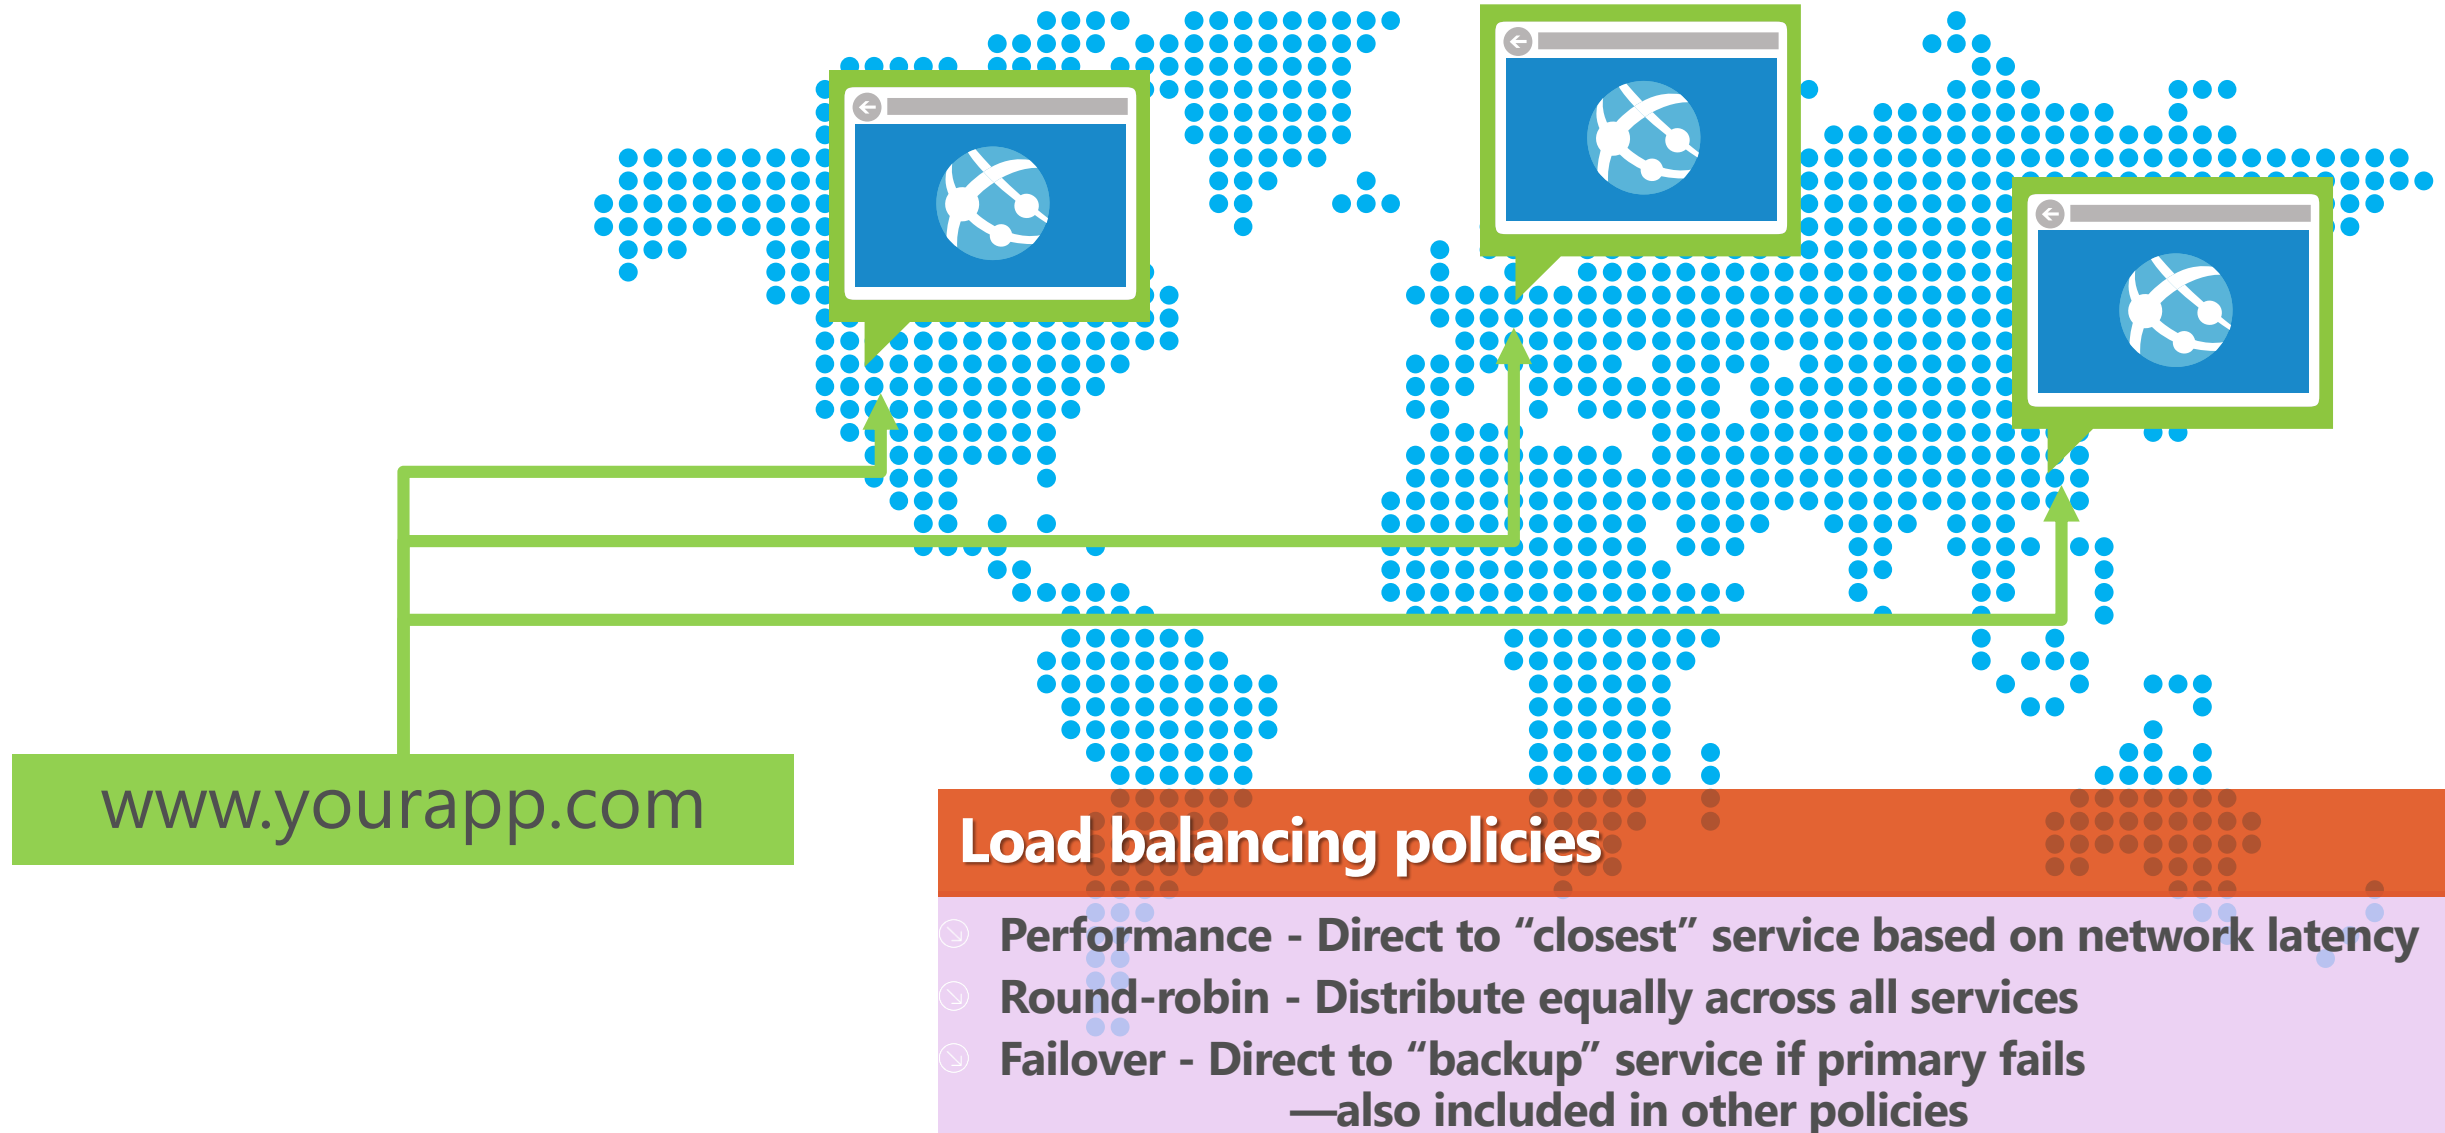 www.yourapp.com
Load balancing policies
Performance - Direct to “closest” service based on network latency
Round-robin - Distribute equally across all services
Failover - Direct to “backup” service if primary fails
—also included in other policies